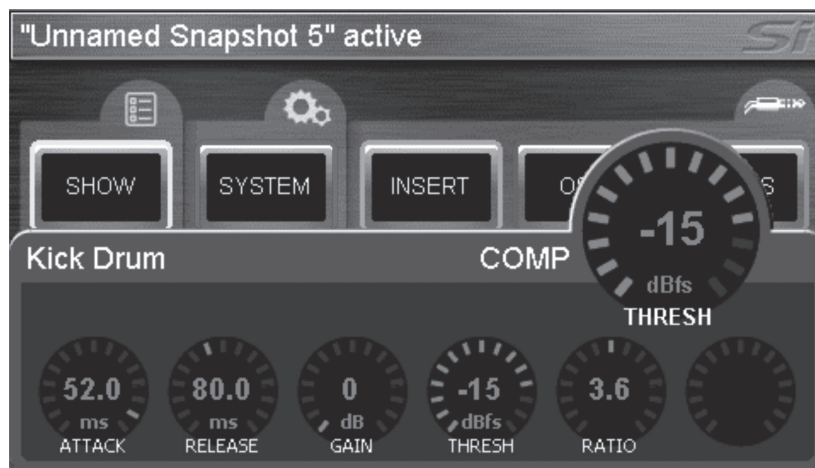 "Unnamed Snapshot 5" active
Si
SHOW
SYSTEM
INSERT
Kick Drum
COMP
-15
dBfs
THRESH
52.0
ms
ATTACK
80.0
ms
RELEASE
0
dB
GAIN
-15
dBfs
THRESH
3.6
RATIO